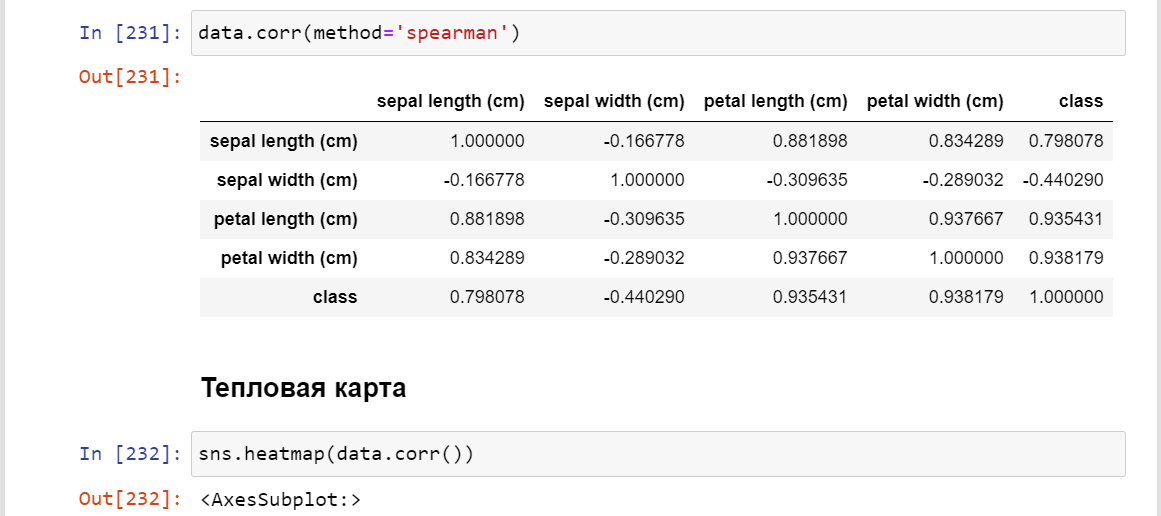 In [231]: data.corr(method='spearman')
Out[231]:
sepal length (cm) sepal width (cm) petal length (cm) petal width (cm) class
sepal length (cm) 1.000000 -0.166778 0.881898 0.834289 0.798078
sepal width (cm) -0.166778 1.000000 -0.309635 -0.289032 -0.440290
petal length (cm) 0.881898 -0.309635 1.000000 0.937667 0.935431
petal width (cm) 0.834289 -0.289032 0.937667 1.000000 0.938179
class 0.798078 -0.440290 0.935431 0.938179 1.000000
Тепловая карта
In [232]: sns.heatmap(data.corr())
Out[232]: <AxesSubplot:>